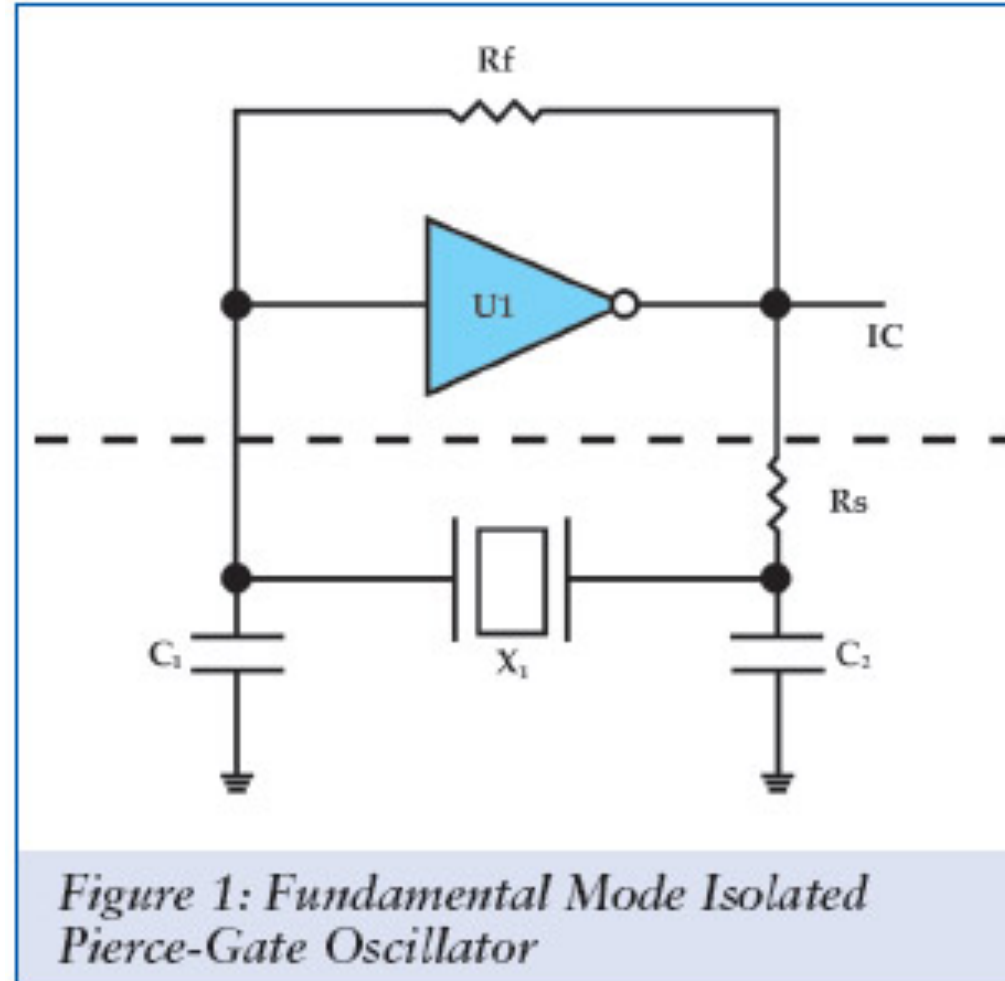 Rf
U1
IC
Rs
C₁
X₁
C₂
Figure 1: Fundamental Mode Isolated
Pierce-Gate Oscillator